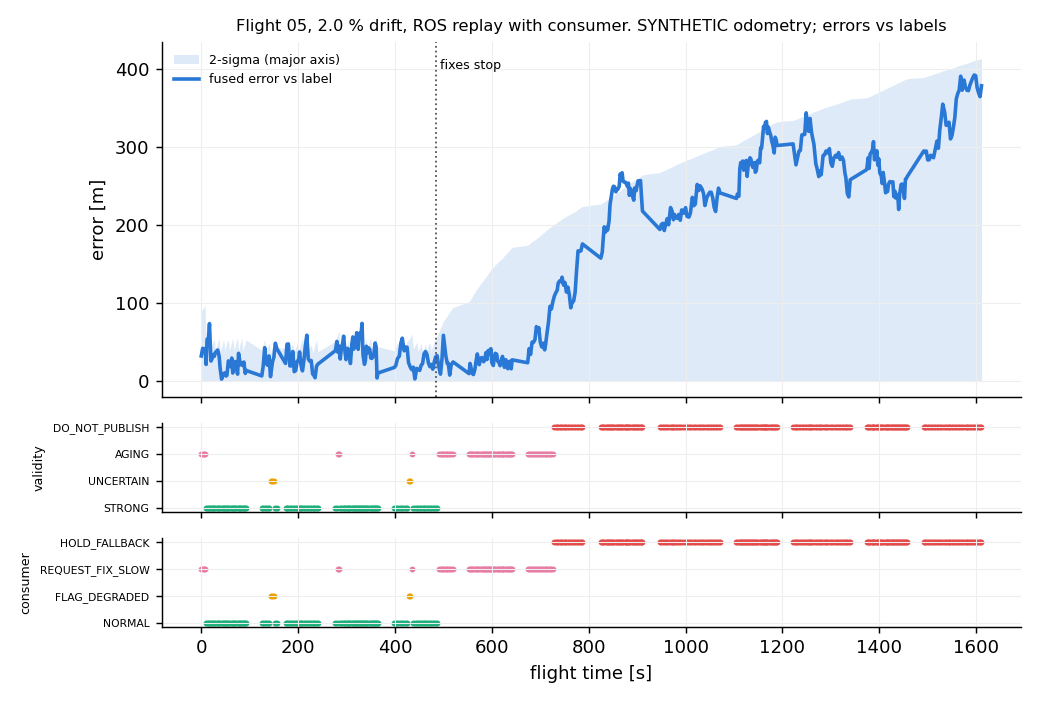 Flight 05, 2.0 % drift, ROS replay with consumer. SYNTHETIC odometry; errors vs labels
2-sigma (major axis)
fused error vs label
fixes stop
error [m]
400
300
200
100
0
validity
DO_NOT_PUBLISH
AGING
UNCERTAIN
STRONG
consumer
HOLD_FALLBACK
REQUEST_FIX_SLOW
FLAG_DEGRADED
NORMAL
0 200 400 600 800 1000 1200 1400 1600
flight time [s]